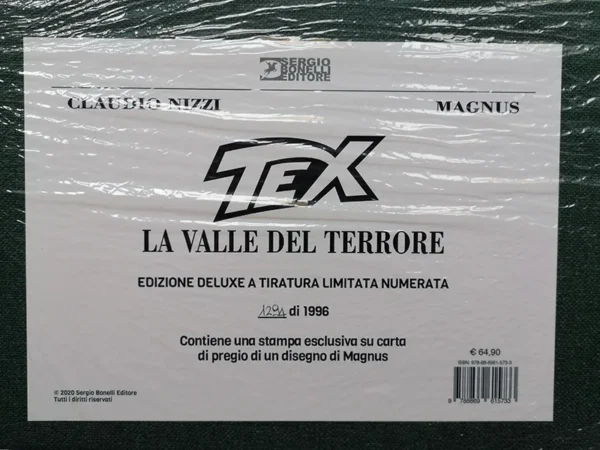 SERGIO
BONELLI
EDITORE
CLAUDIO NIZZI MAGNUS
TEX
LA VALLE DEL TERRORE
EDIZIONE DELUXE A TIRATURA LIMITATA NUMERATA
1294 di 1996
Contiene una stampa esclusiva su carta
di pregio di un disegno di Magnus
€ 64,90
© 2020 Sergio Bonelli Editore
Tutti i diritti riservati